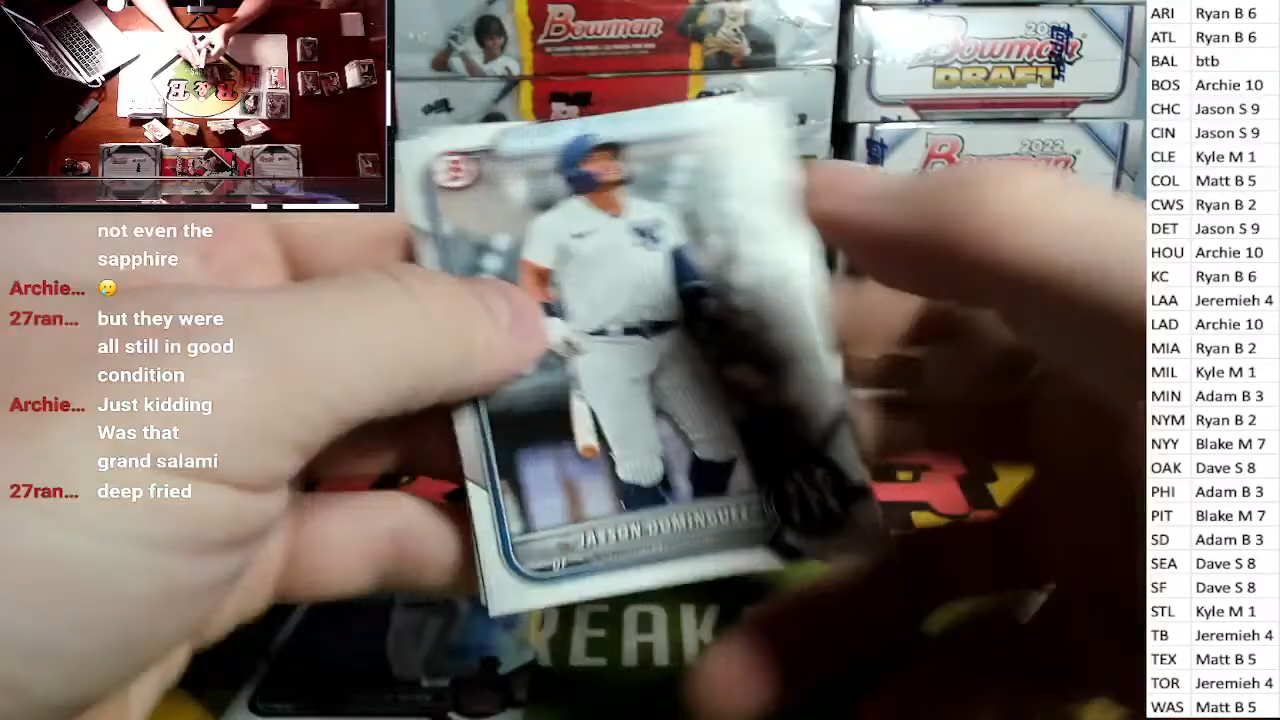 not even the
sapphire
Archie... 🥲
27ran... but they were
all still in good
condition
Archie... Just kidding
Was that
grand salami
27ran... deep fried
Bowman
Bowman
DRAFT
2022
B
JASSON DOMINGUEZ
OF
REAK
ARI Ryan B 6
ATL Ryan B 6
BAL btb
BOS Archie 10
CHC Jason S 9
CIN Jason S 9
CLE Kyle M 1
COL Matt B 5
CWS Ryan B 2
DET Jason S 9
HOU Archie 10
KC Ryan B 6
LAA Jeremieh 4
LAD Archie 10
MIA Ryan B 2
MIL Kyle M 1
MIN Adam B 3
NYM Ryan B 2
NYY Blake M 7
OAK Dave S 8
PHI Adam B 3
PIT Blake M 7
SD Adam B 3
SEA Dave S 8
SF Dave S 8
STL Kyle M 1
TB Jeremieh 4
TEX Matt B 5
TOR Jeremieh 4
WAS Matt B 5